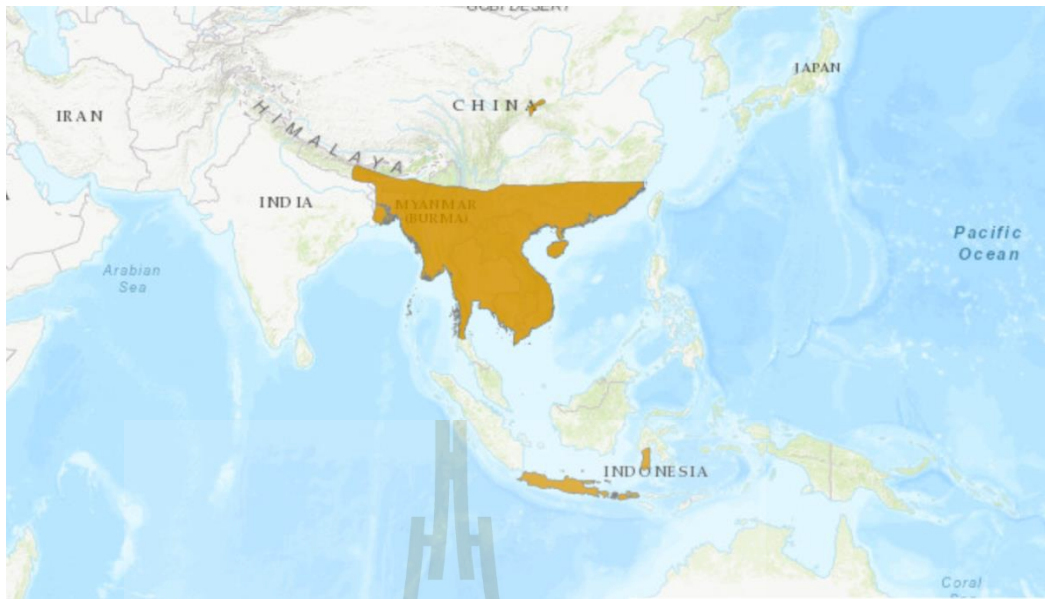 GOBI DESERT
JAPAN
CHINA
IRAN
HIMALAYA
INDIA
MYANMAR
(BURMA)
Pacific
Ocean
Arabian
Sea
INDONESIA
Coral